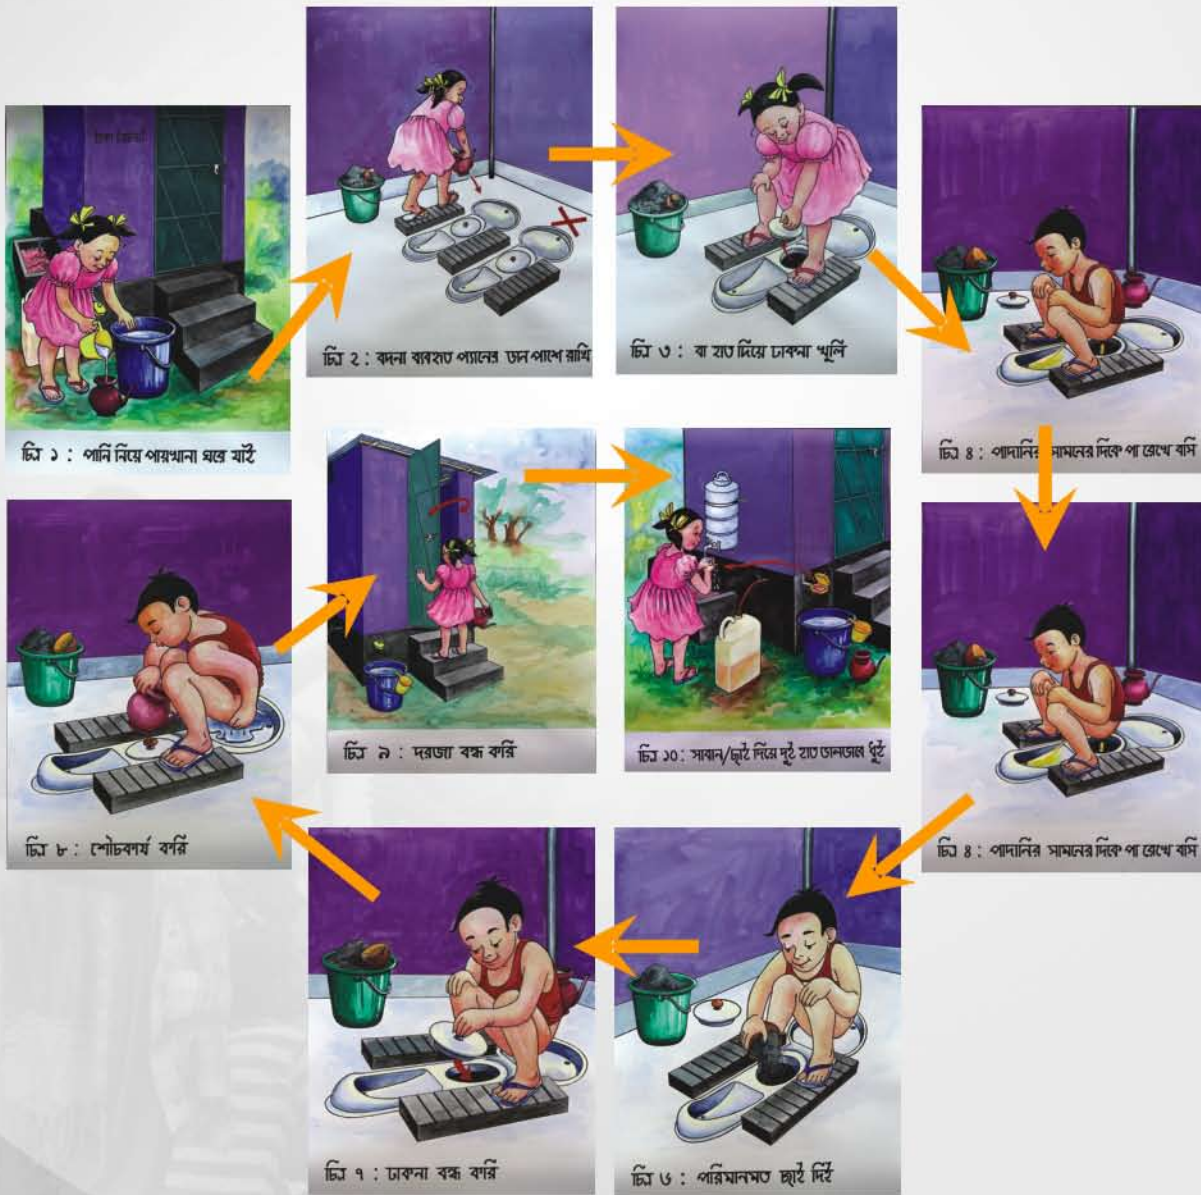 চিত্র ১ : পানি নিয়ে পায়খানা ঘরে যাই
চিত্র ২ : বদনা ব্যবহৃত প্যানের ডান পাশে রাখি
চিত্র ৩ : বা হাত দিয়ে ঢাকনা খুলি
চিত্র ৪ : পাদানির সামনের দিকে পা রেখে বসি
চিত্র ৪ : পাদানির সামনের দিকে পা রেখে বসি
চিত্র ৬ : পরিমানমত ছাই দিই
চিত্র ৭ : ঢাকনা বন্ধ করি
চিত্র ৮ : শৌচকার্য করি
চিত্র ৯ : দরজা বন্ধ করি
চিত্র ১০ : সাবান/ছাই দিয়ে দুই হাত ভালভাবে ধুই